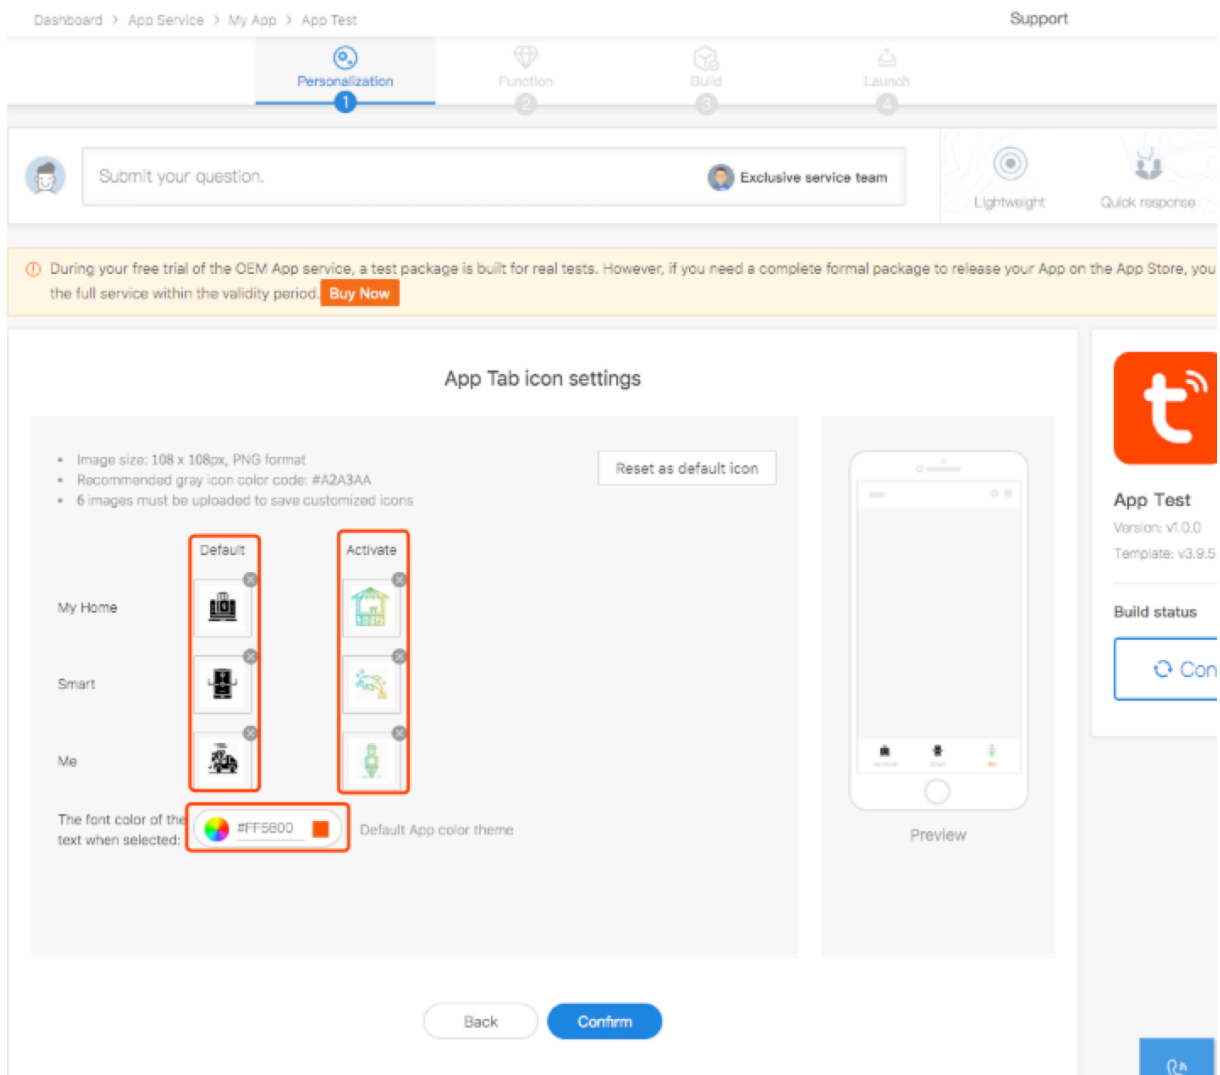 Dashboard > App Service > My App > App Test
Support
Personalization
Function
Build
Launch
1
2
3
4
Submit your question.
Exclusive service team
Lightweight
Quick response
During your free trial of the OEM App service, a test package is built for real tests. However, if you need a complete formal package to release your App on the App Store, you
the full service within the validity period. Buy Now
App Tab icon settings
• Image size: 108 x 108px, PNG format
• Recommended gray icon color code: #A2A3AA
• 6 images must be uploaded to save customized icons
Reset as default icon
Default
Activate
My Home
Smart
Me
The font color of the
text when selected:
#FF5800
Default App color theme
Preview
Back
Confirm
App Test
Version: v1.0.0
Template: v3.9.5
Build status
Con